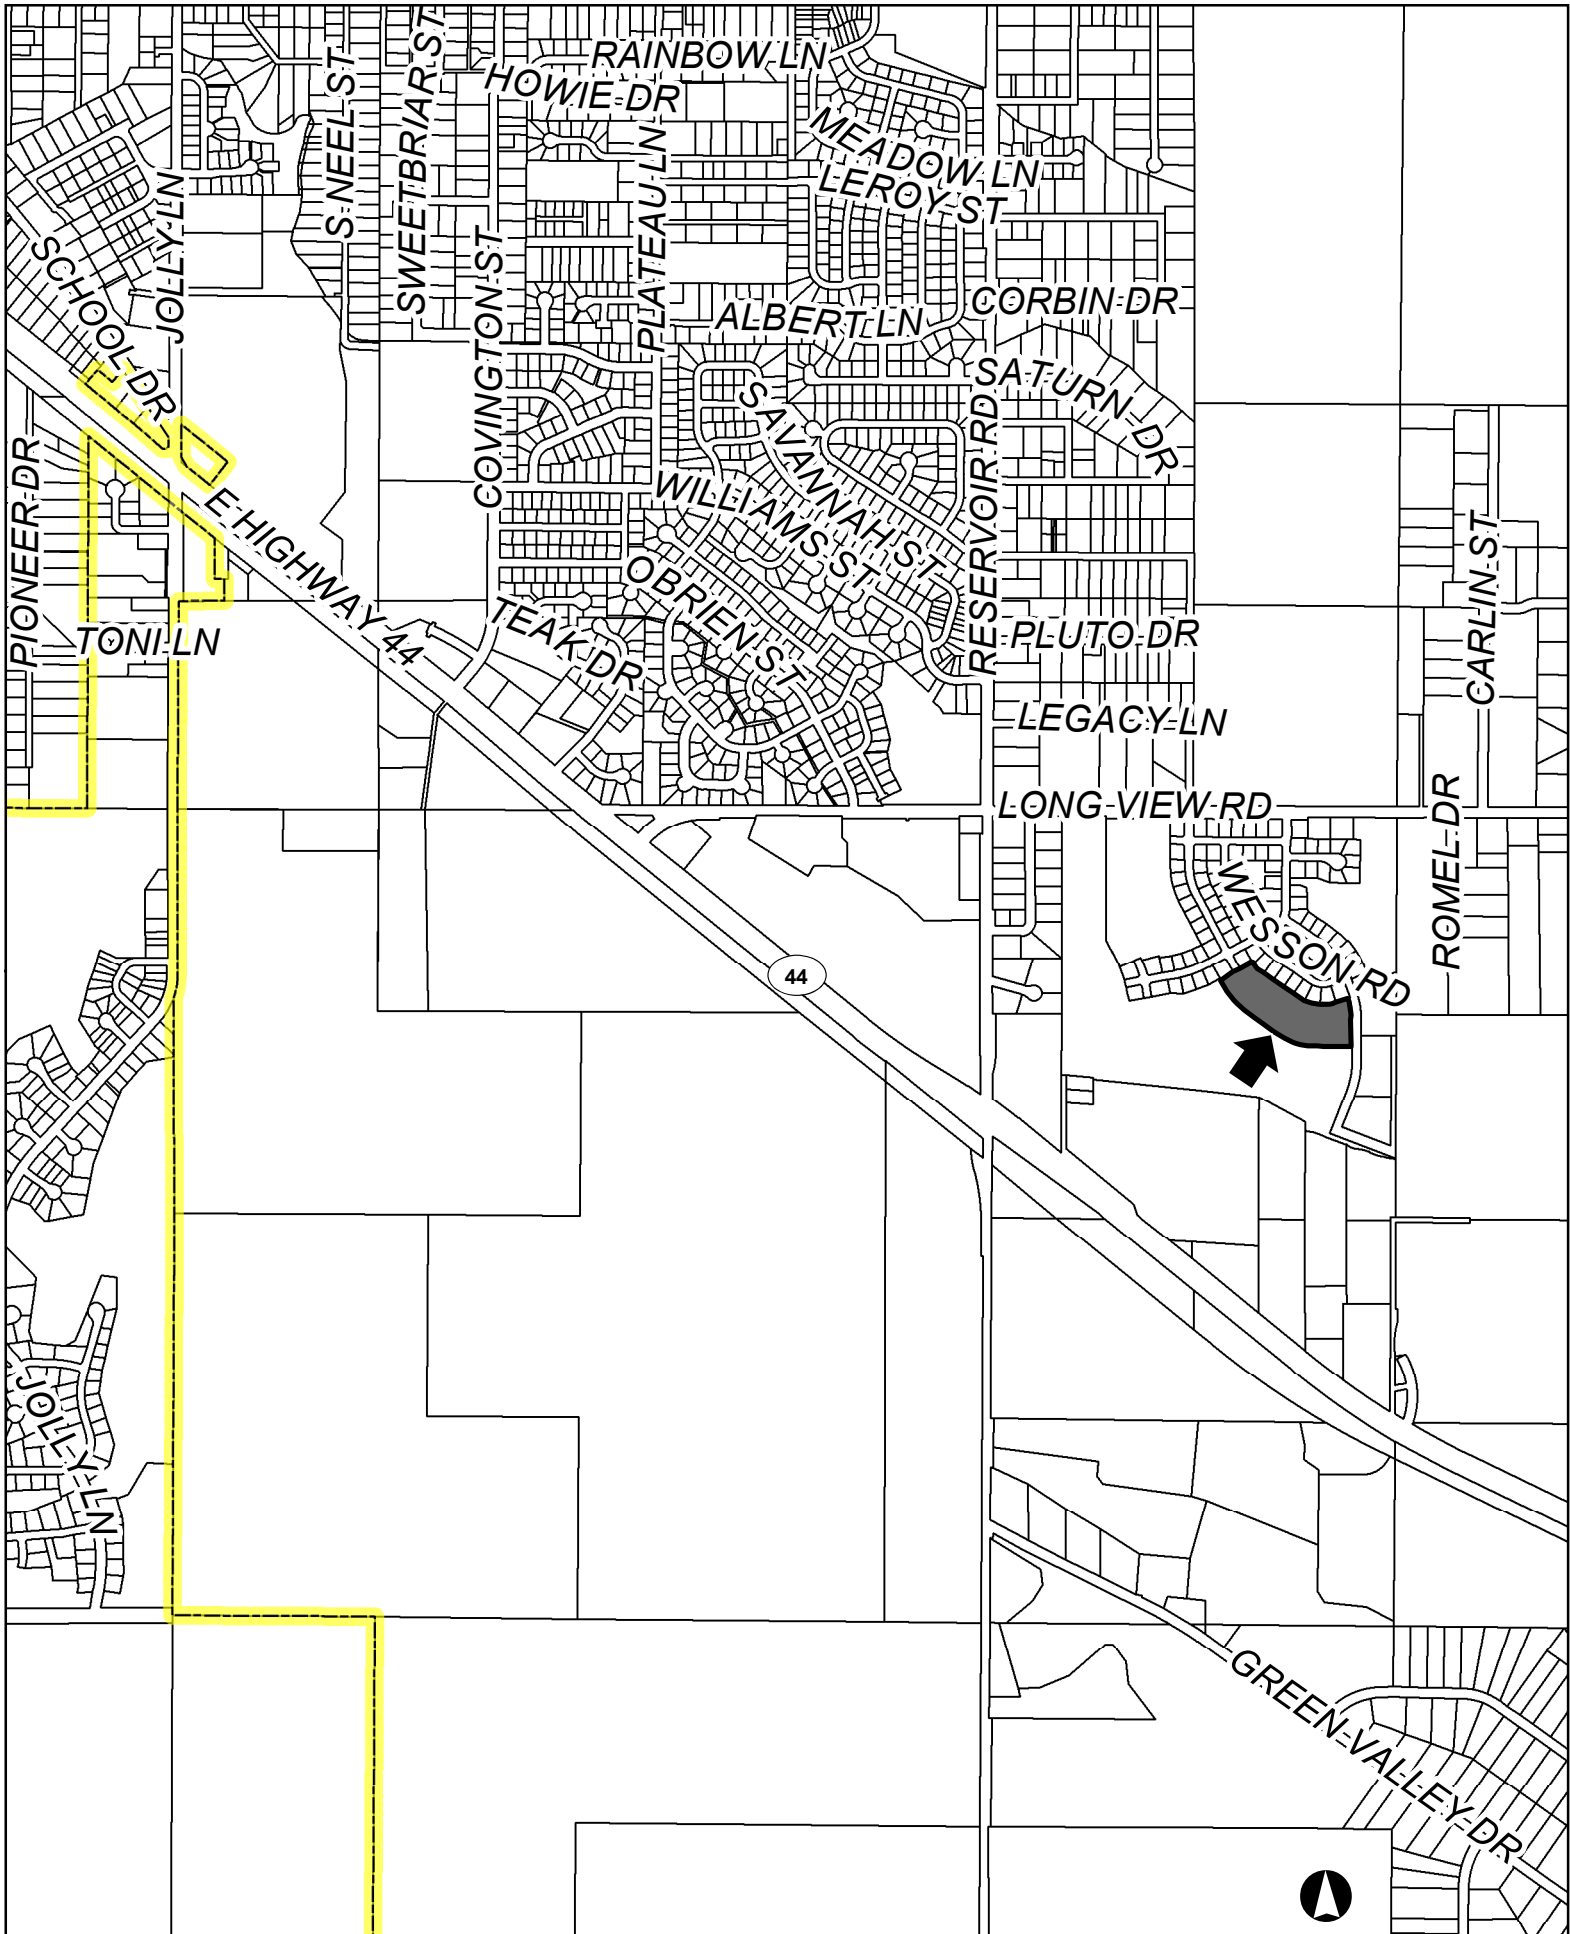 RAINBOW LN
HOWIE DR
S NEEL ST
SWEETBRIAR ST
MEADOW LN
LEROY ST
JOLLY LN
SCHOOL DR
PLATEAU LN
COVINGTON ST
ALBERT LN
CORBIN DR
SATURN DR
SAVANNAH ST
RESERVOIR RD
WILLIAMS ST
PIONEER DR
E HIGHWAY 44
OBRIEN ST
TEAK DR
TONI LN
PLUTO DR
CARLIN ST
LEGACY LN
LONG VIEW RD
ROMEL DR
WESSON RD
44
JOLLY LN
GREEN VALLEY DR